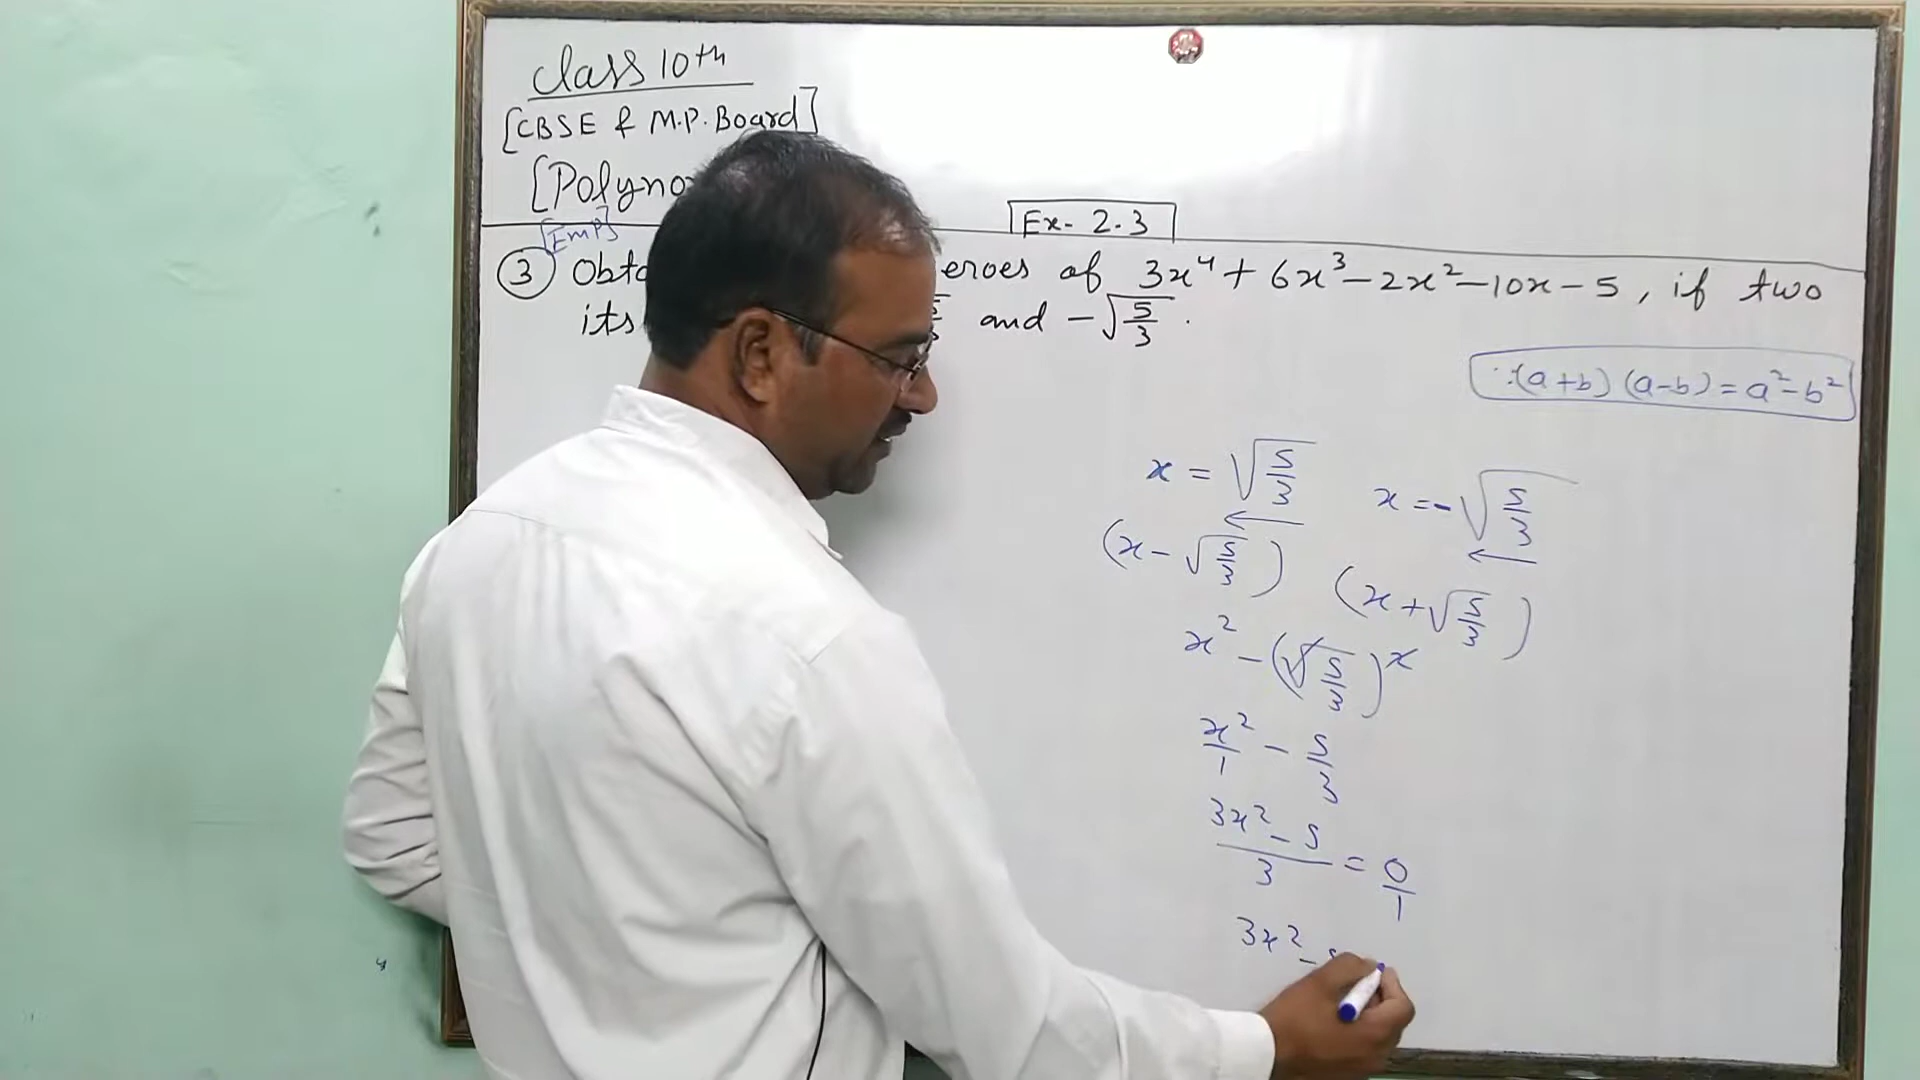 Class 10th
[CBSE & M.P. Board]
[Polyno
Ex- 2.3
[Imp]
③ Obta eroes of 3x⁴ + 6x³ - 2x² - 10x - 5, if two
its and -√5/3 .
∵(a+b) (a-b) = a²-b²
x = √5/3 x = -√5/3
(x - √5/3) (x + √5/3)
x² - (√5/3)²
x²/1 - 5/3
3x² - 5/3 = 0/1
3x² -